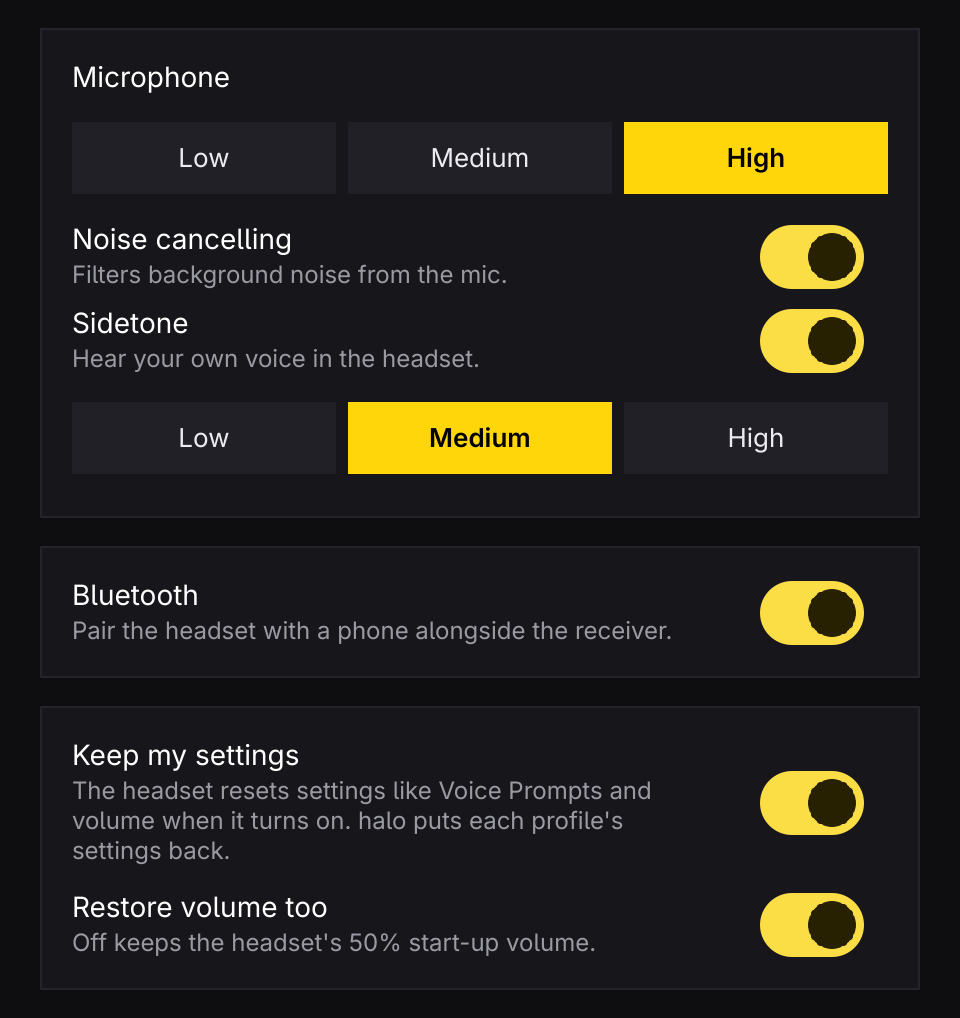 Microphone
Low
Medium
High
Noise cancelling
Filters background noise from the mic.
Sidetone
Hear your own voice in the headset.
Low
Medium
High
Bluetooth
Pair the headset with a phone alongside the receiver.
Keep my settings
The headset resets settings like Voice Prompts and
volume when it turns on. halo puts each profile's
settings back.
Restore volume too
Off keeps the headset's 50% start-up volume.